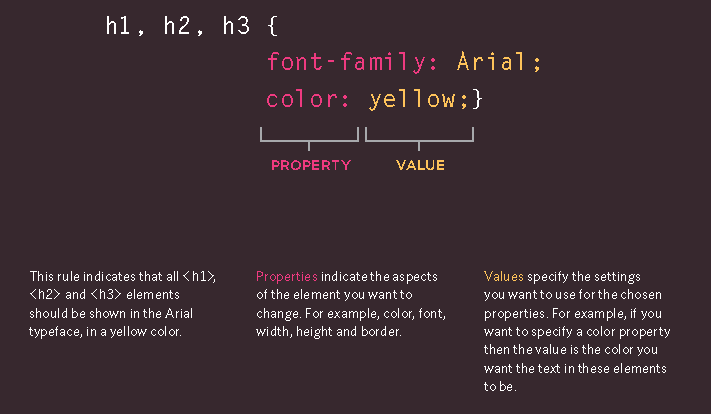 h1, h2, h3 {
font-family: Arial;
color: yellow;}
PROPERTY
VALUE
This rule indicates that all <h1>,
<h2> and <h3> elements
should be shown in the Arial
typeface, in a yellow color.
Properties indicate the aspects
of the element you want to
change. For example, color, font,
width, height and border.
Values specify the settings
you want to use for the chosen
properties. For example, if you
want to specify a color property
then the value is the color you
want the text in these elements
to be.